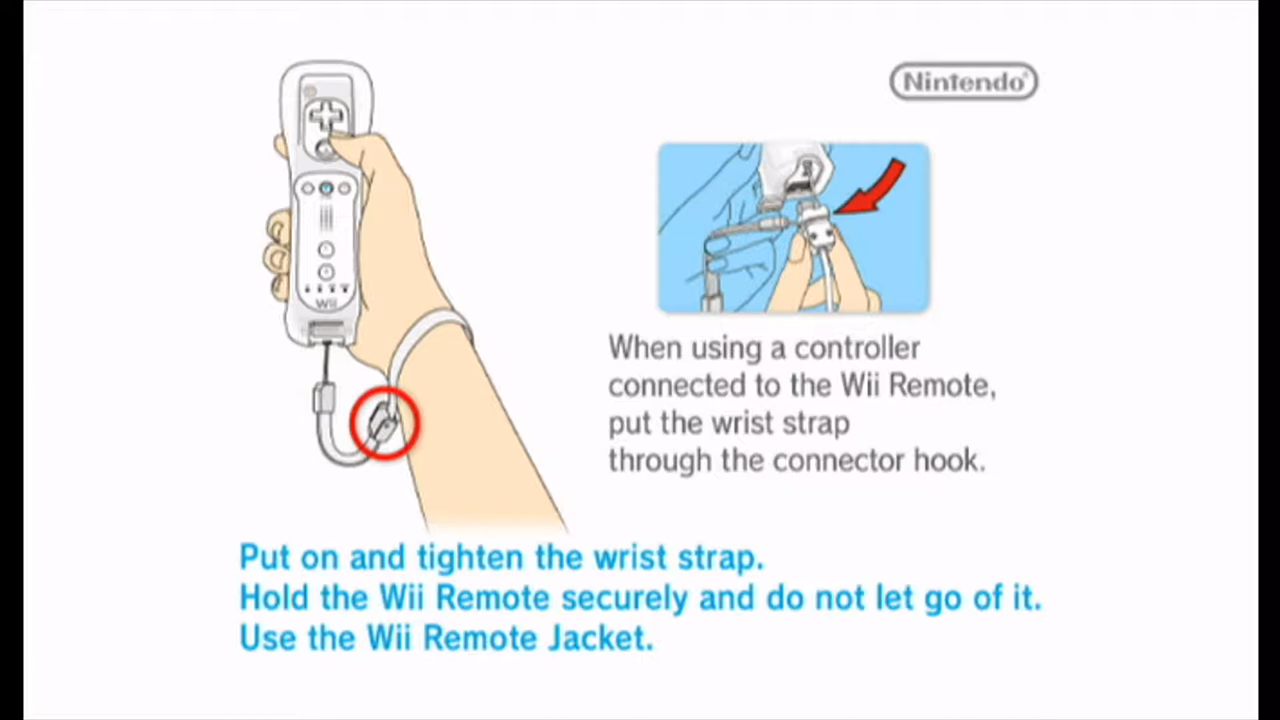 Nintendo®
Wii
When using a controller
connected to the Wii Remote,
put the wrist strap
through the connector hook.
Put on and tighten the wrist strap.
Hold the Wii Remote securely and do not let go of it.
Use the Wii Remote Jacket.